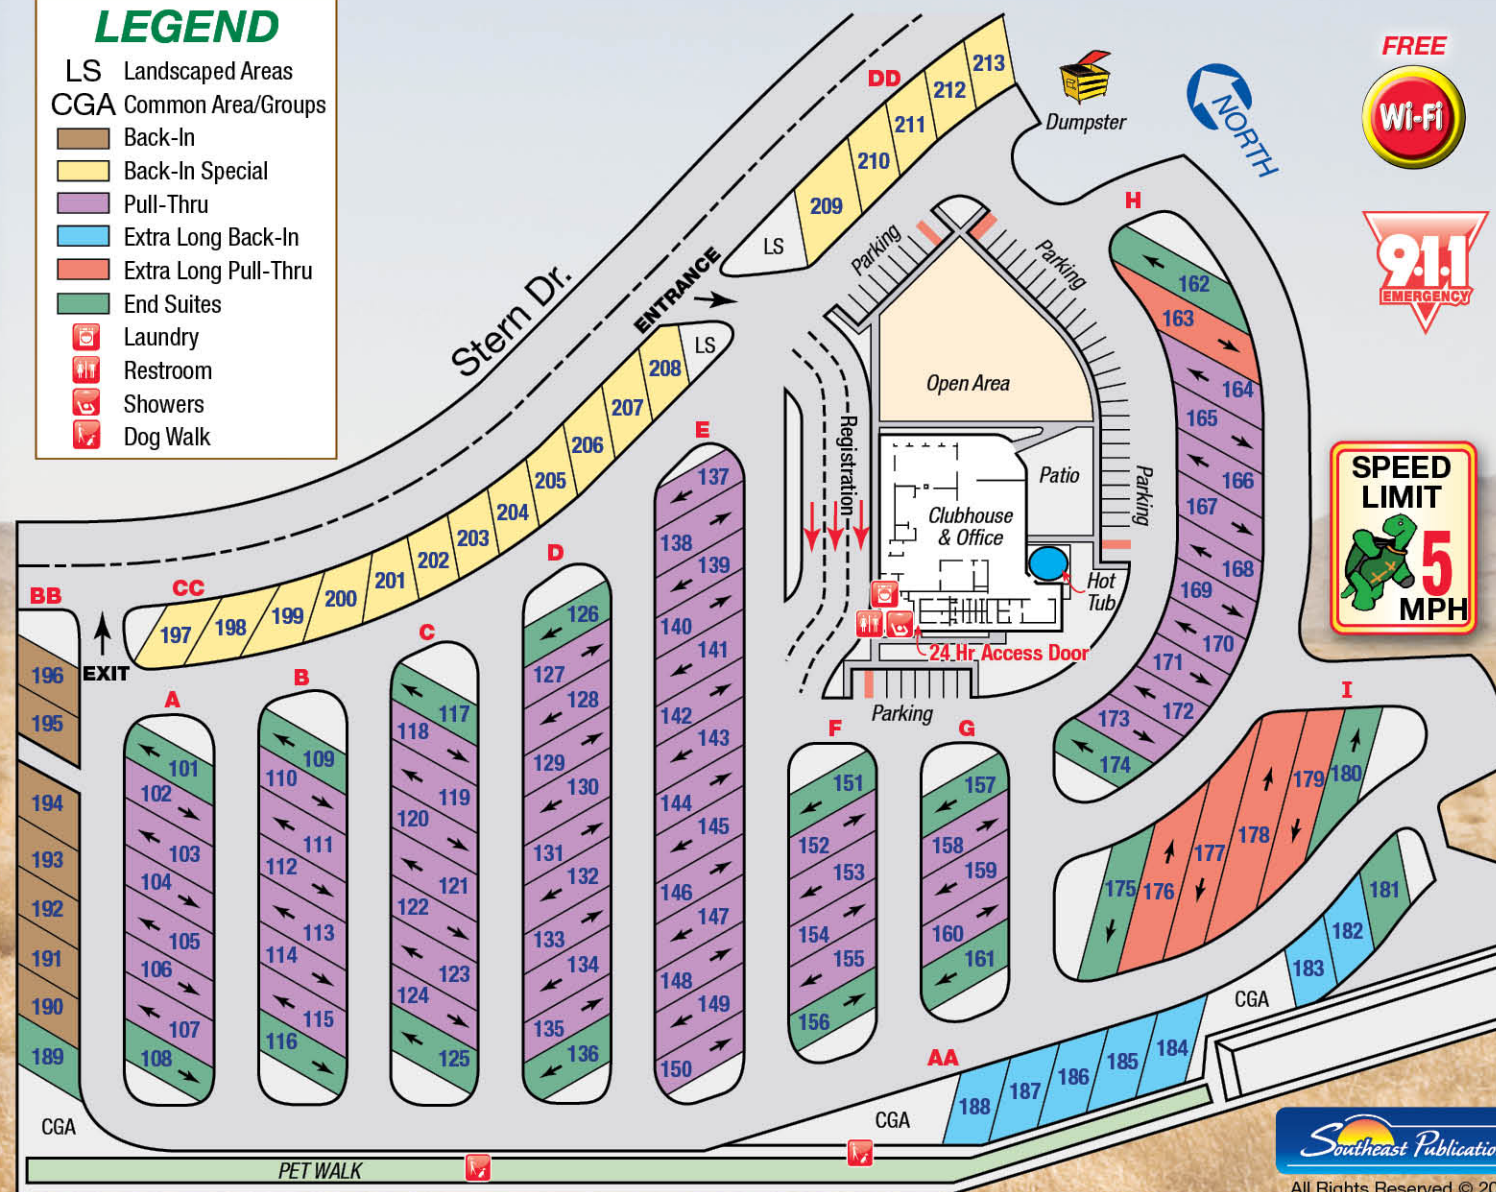 LEGEND
LS Landscaped Areas
CGA Common Area/Groups
Back-In
Back-In Special
Pull-Thru
Extra Long Back-In
Extra Long Pull-Thru
End Suites
Laundry
Restroom
Showers
Dog Walk
FREE
Wi-Fi
NORTH
Dumpster
9-1-1
EMERGENCY
SPEED
LIMIT
5
MPH
Stern Dr.
ENTRANCE
EXIT
DD
213
212
211
210
209
LS
LS
208
207
206
205
204
203
202
201
200
199
198
197
CC
BB
196
195
194
193
192
191
190
189
CGA
A
101
102
103
104
105
106
107
108
B
109
110
111
112
113
114
115
116
C
117
118
119
120
121
122
123
124
125
D
126
127
128
129
130
131
132
133
134
135
136
E
137
138
139
140
141
142
143
144
145
146
147
148
149
150
F
151
152
153
154
155
156
G
157
158
159
160
161
H
162
163
164
165
166
167
168
169
170
171
172
173
174
I
175
176
177
178
179
180
181
182
183
CGA
184
185
186
187
188
AA
CGA
Parking
Parking
Parking
Parking
Open Area
Registration
Patio
Clubhouse
& Office
Hot
Tub
24 Hr Access Door
PET WALK
Southeast Publicatio
All Rights Reserved © 20